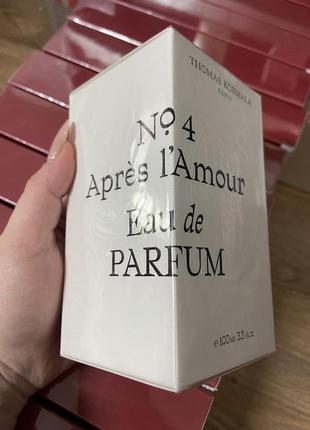 THOMAS KOSMALA
PARIS
Nº 4
Après l'Amour
Eau de
PARFUM
e 100ml 3.3 fl.oz